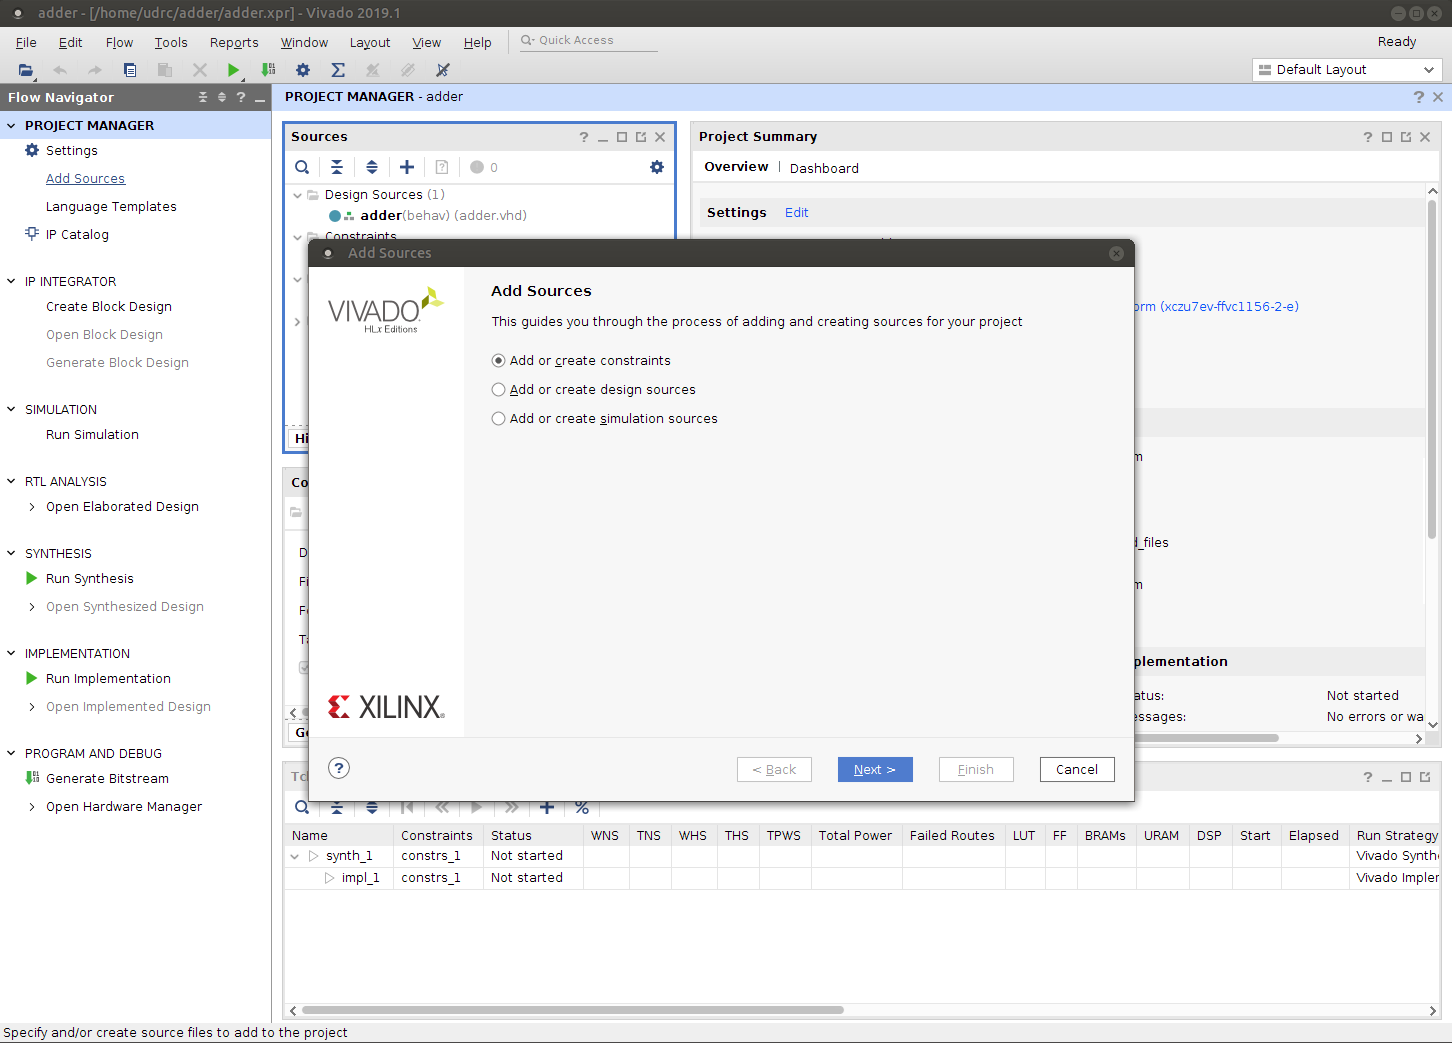 adder - [/home/udrc/adder/adder.xpr] - Vivado 2019.1
File Edit Flow Tools Reports Window Layout View Help Quick Access Ready
Default Layout
Flow Navigator
PROJECT MANAGER
Settings
Add Sources
Language Templates
IP Catalog
IP INTEGRATOR
Create Block Design
Open Block Design
Generate Block Design
SIMULATION
Run Simulation
RTL ANALYSIS
Open Elaborated Design
SYNTHESIS
Run Synthesis
Open Synthesized Design
IMPLEMENTATION
Run Implementation
Open Implemented Design
PROGRAM AND DEBUG
Generate Bitstream
Open Hardware Manager
PROJECT MANAGER - adder
Sources
0
Design Sources (1)
adder(behav) (adder.vhd)
Constraints
Project Summary
Overview | Dashboard
Settings Edit
orm (xczu7ev-ffvc1156-2-e)
m
d_files
m
plementation
atus: Not started
essages: No errors or wa
Hi
Co
D
Fi
Fo
Ta
Ge
Add Sources
VIVADO
HLx Editions
Add Sources
This guides you through the process of adding and creating sources for your project
Add or create constraints
Add or create design sources
Add or create simulation sources
XILINX
< Back Next > Finish Cancel
Tcl
Name Constraints Status WNS TNS WHS THS TPWS Total Power Failed Routes LUT FF BRAMs URAM DSP Start Elapsed Run Strategy
synth_1 constrs_1 Not started Vivado Synthe
impl_1 constrs_1 Not started Vivado Implem
Specify and/or create source files to add to the project